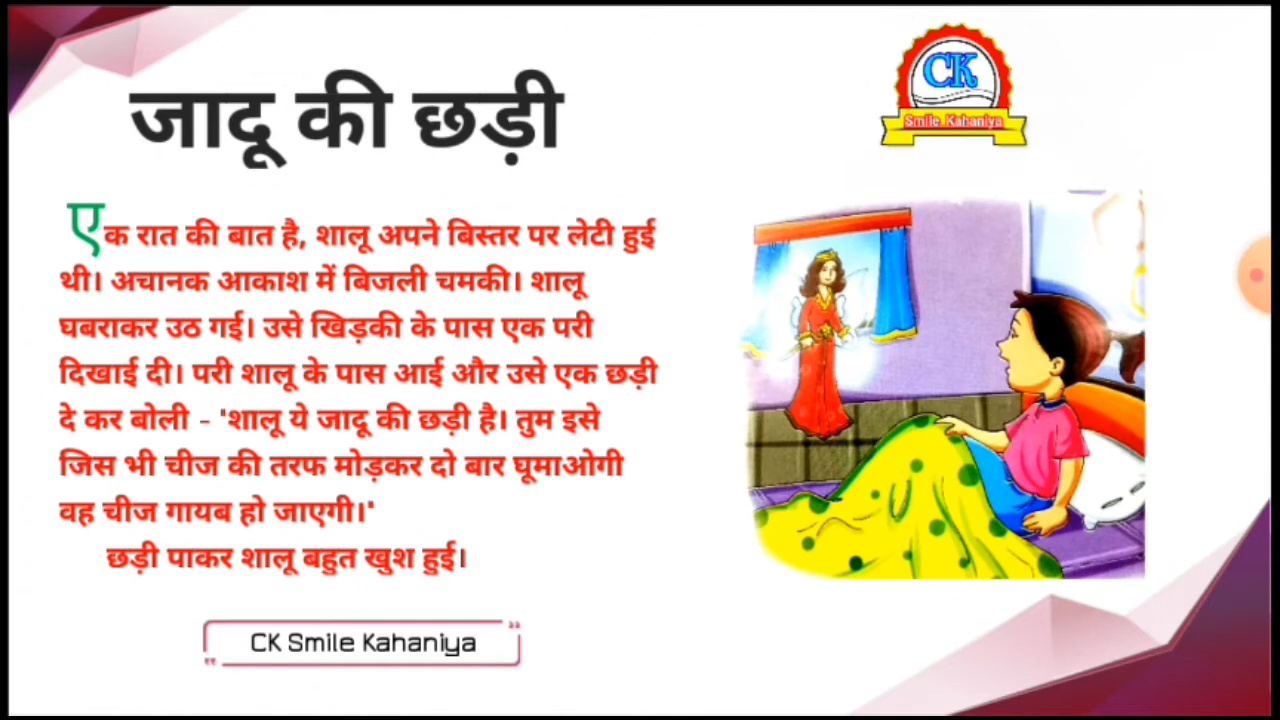 जादू की छड़ी
CK
Smile Kahaniya
एक रात की बात है, शालू अपने बिस्तर पर लेटी हुई
थी। अचानक आकाश में बिजली चमकी। शालू
घबराकर उठ गई। उसे खिड़की के पास एक परी
दिखाई दी। परी शालू के पास आई और उसे एक छड़ी
दे कर बोली - 'शालू ये जादू की छड़ी है। तुम इसे
जिस भी चीज की तरफ मोड़कर दो बार घूमाओगी
वह चीज गायब हो जाएगी।'
छड़ी पाकर शालू बहुत खुश हुई।
CK Smile Kahaniya